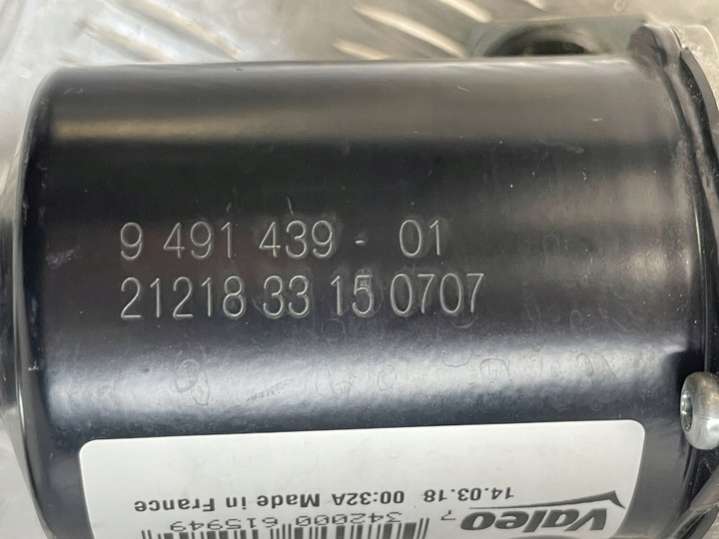 9 491 439 - 01
21218 33 15 0707
14.03.18 00:32A Made in France
Valeo
7 342000 615949